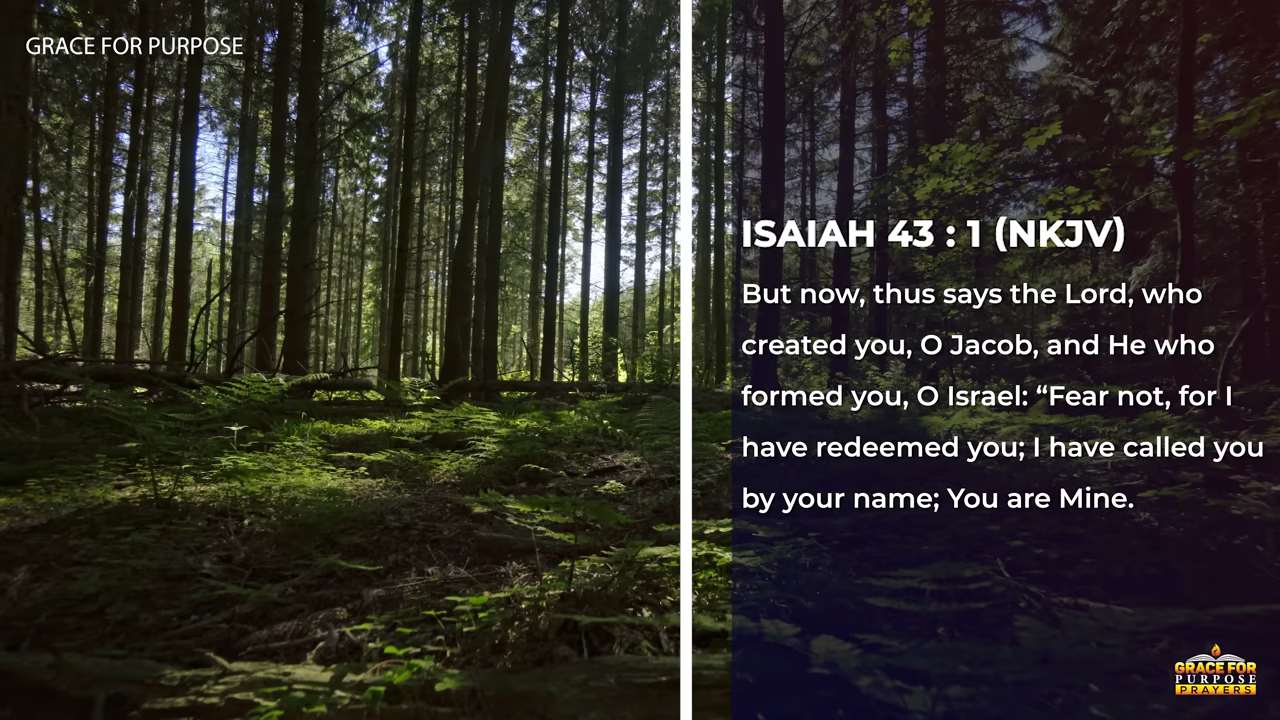 GRACE FOR PURPOSE
ISAIAH 43 : 1 (NKJV)
But now, thus says the Lord, who
created you, O Jacob, and He who
formed you, O Israel: “Fear not, for I
have redeemed you; I have called you
by your name; You are Mine.
GRACE FOR
PURPOSE
PRAYERS